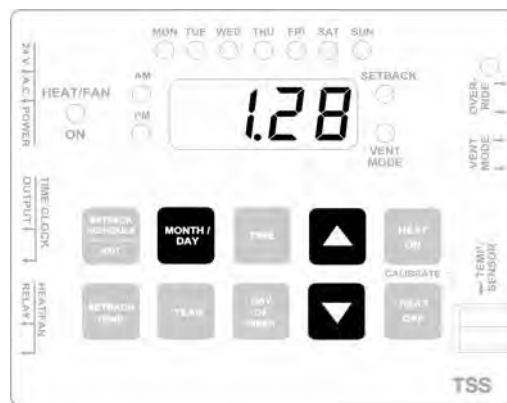 MON TUE WED THU FRI SAT SUN
24 V. A.C. POWER
HEAT/FAN
ON
AM
PM
1.28
SETBACK
VENT
MODE
OVER-
RIDE
VENT
MODE
TIME CLOCK
OUTPUT
SETBACK
SCHEDULE
EXIT
MONTH /
DAY
TIME
HEAT
ON
TEMP.
SENSOR
CALIBRATE
HEAT/FAN
RELAY
SETBACK
TEMP
YEAR
DAY
OF
WEEK
HEAT
OFF
TSS